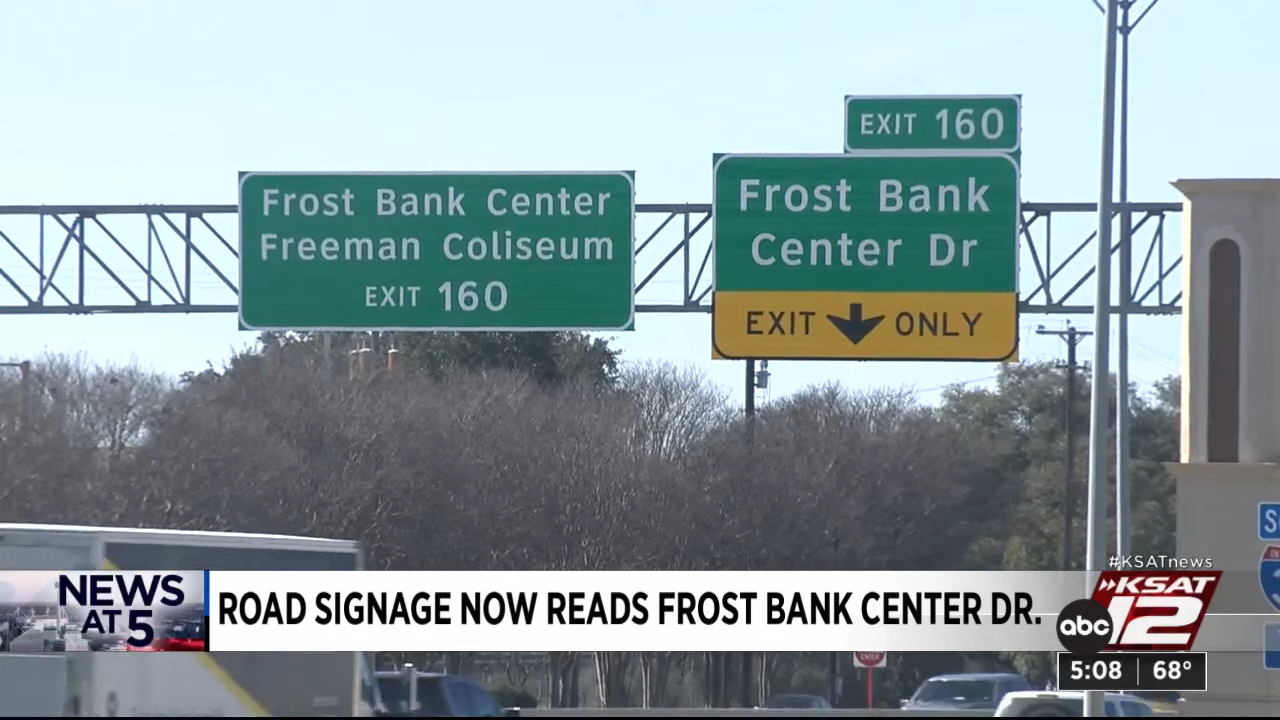 EXIT 160
Frost Bank Center
Freeman Coliseum
EXIT 160
Frost Bank
Center Dr
EXIT ONLY
#KSATnews
NEWS
AT 5
ROAD SIGNAGE NOW READS FROST BANK CENTER DR.
KSAT
abc 12
5:08 68°